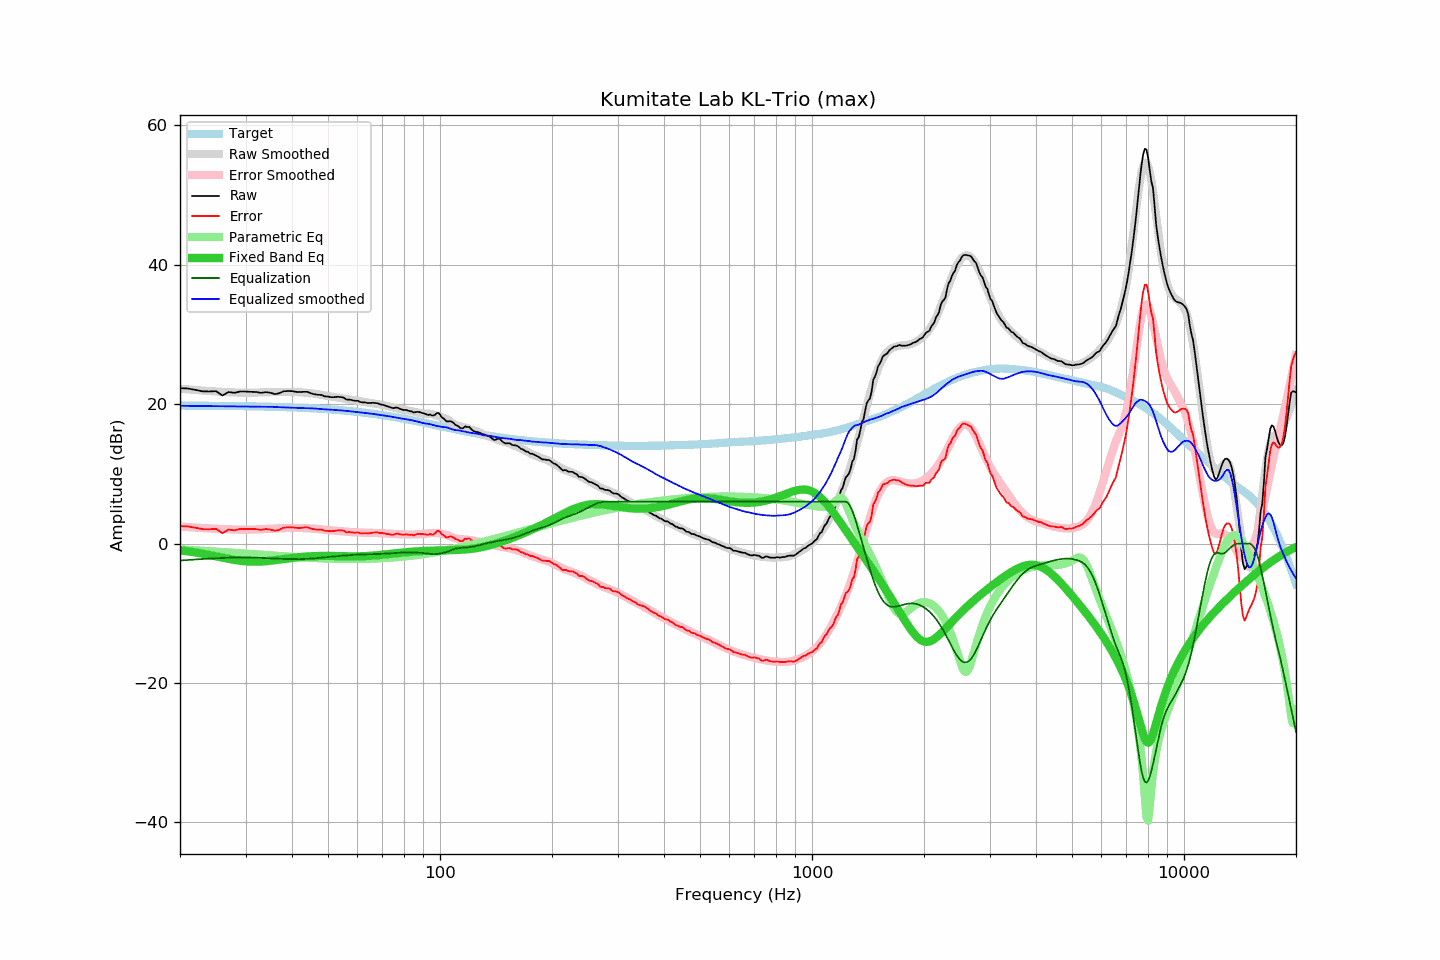 Kumitate Lab KL-Trio (max)
Target
Raw Smoothed
Error Smoothed
Raw
Error
Parametric Eq
Fixed Band Eq
Equalization
Equalized smoothed
60
40
20
0
−20
−40
Amplitude (dBr)
100
1000
10000
Frequency (Hz)